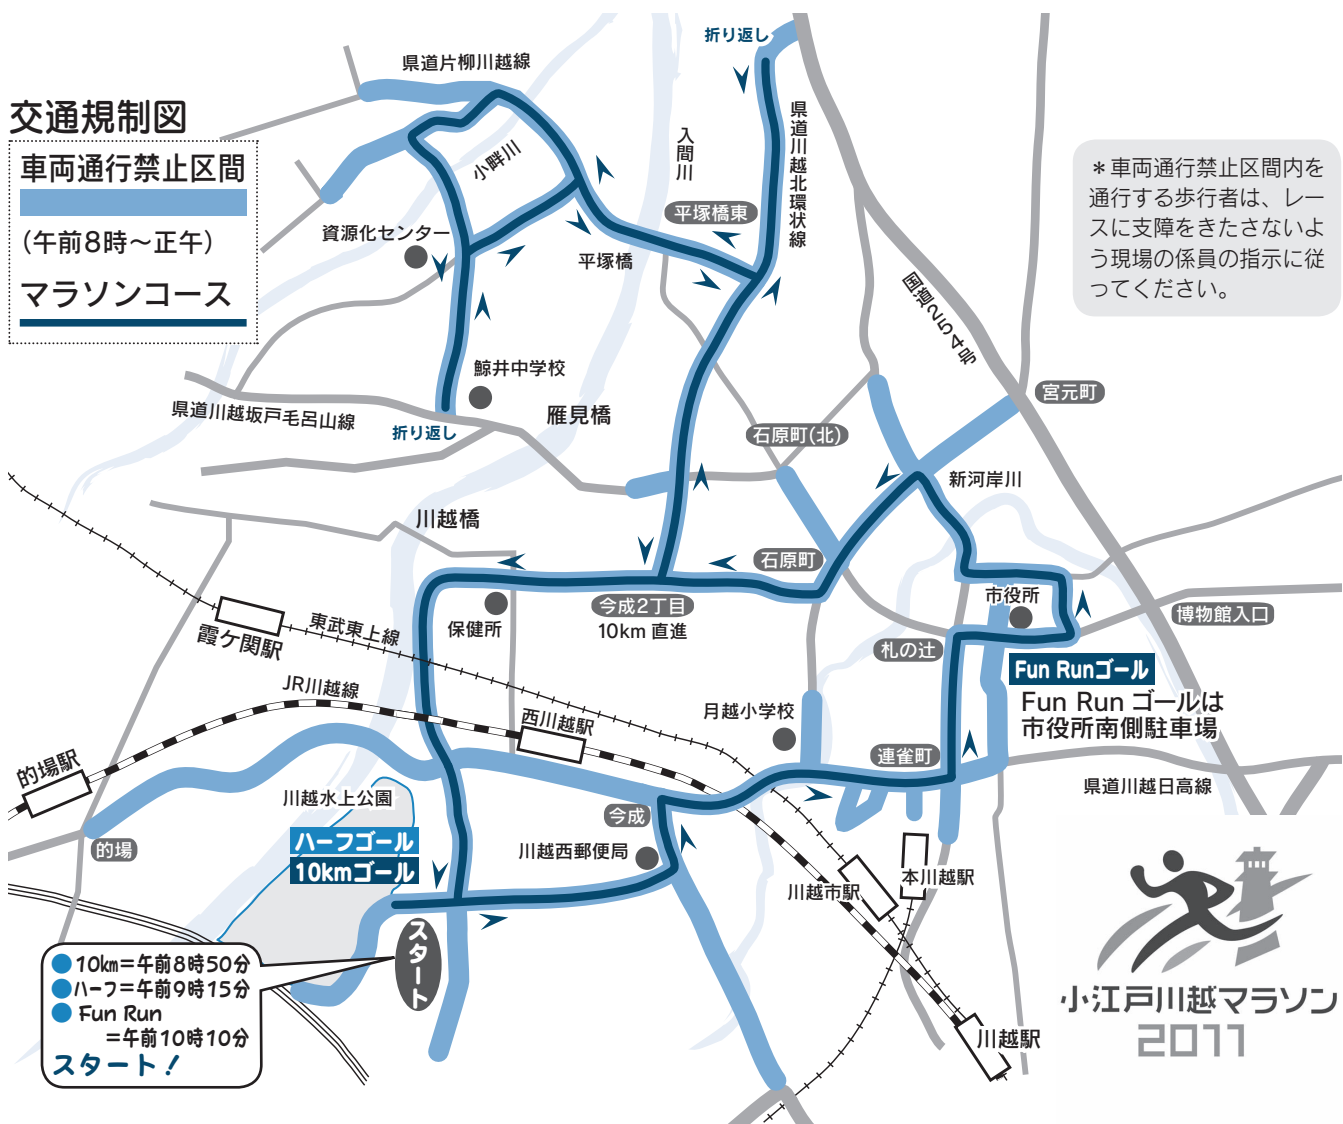 交通規制図
車両通行禁止区間
(午前8時～正午)
マラソンコース
県道片柳川越線
折り返し
県道川越北環状線
入間川
小畔川
平塚橋東
資源化センター
平塚橋
＊車両通行禁止区間内を
通行する歩行者は、レー
スに支障をきたさないよ
う現場の係員の指示に従
ってください。
国道254号
宮元町
鯨井中学校
県道川越坂戸毛呂山線
折り返し
雁見橋
石原町(北)
新河岸川
川越橋
石原町
今成2丁目
10km 直進
市役所
博物館入口
保健所
東武東上線
霞ケ関駅
札の辻
Fun Runゴール
Fun Run ゴールは
市役所南側駐車場
JR川越線
西川越駅
月越小学校
連雀町
県道川越日高線
的場駅
川越水上公園
今成
的場
ハーフゴール
10kmゴール
川越西郵便局
川越市駅
本川越駅
スタート
10km＝午前8時50分
ハーフ＝午前9時15分
Fun Run
＝午前10時10分
スタート！
川越駅
小江戸川越マラソン
2011